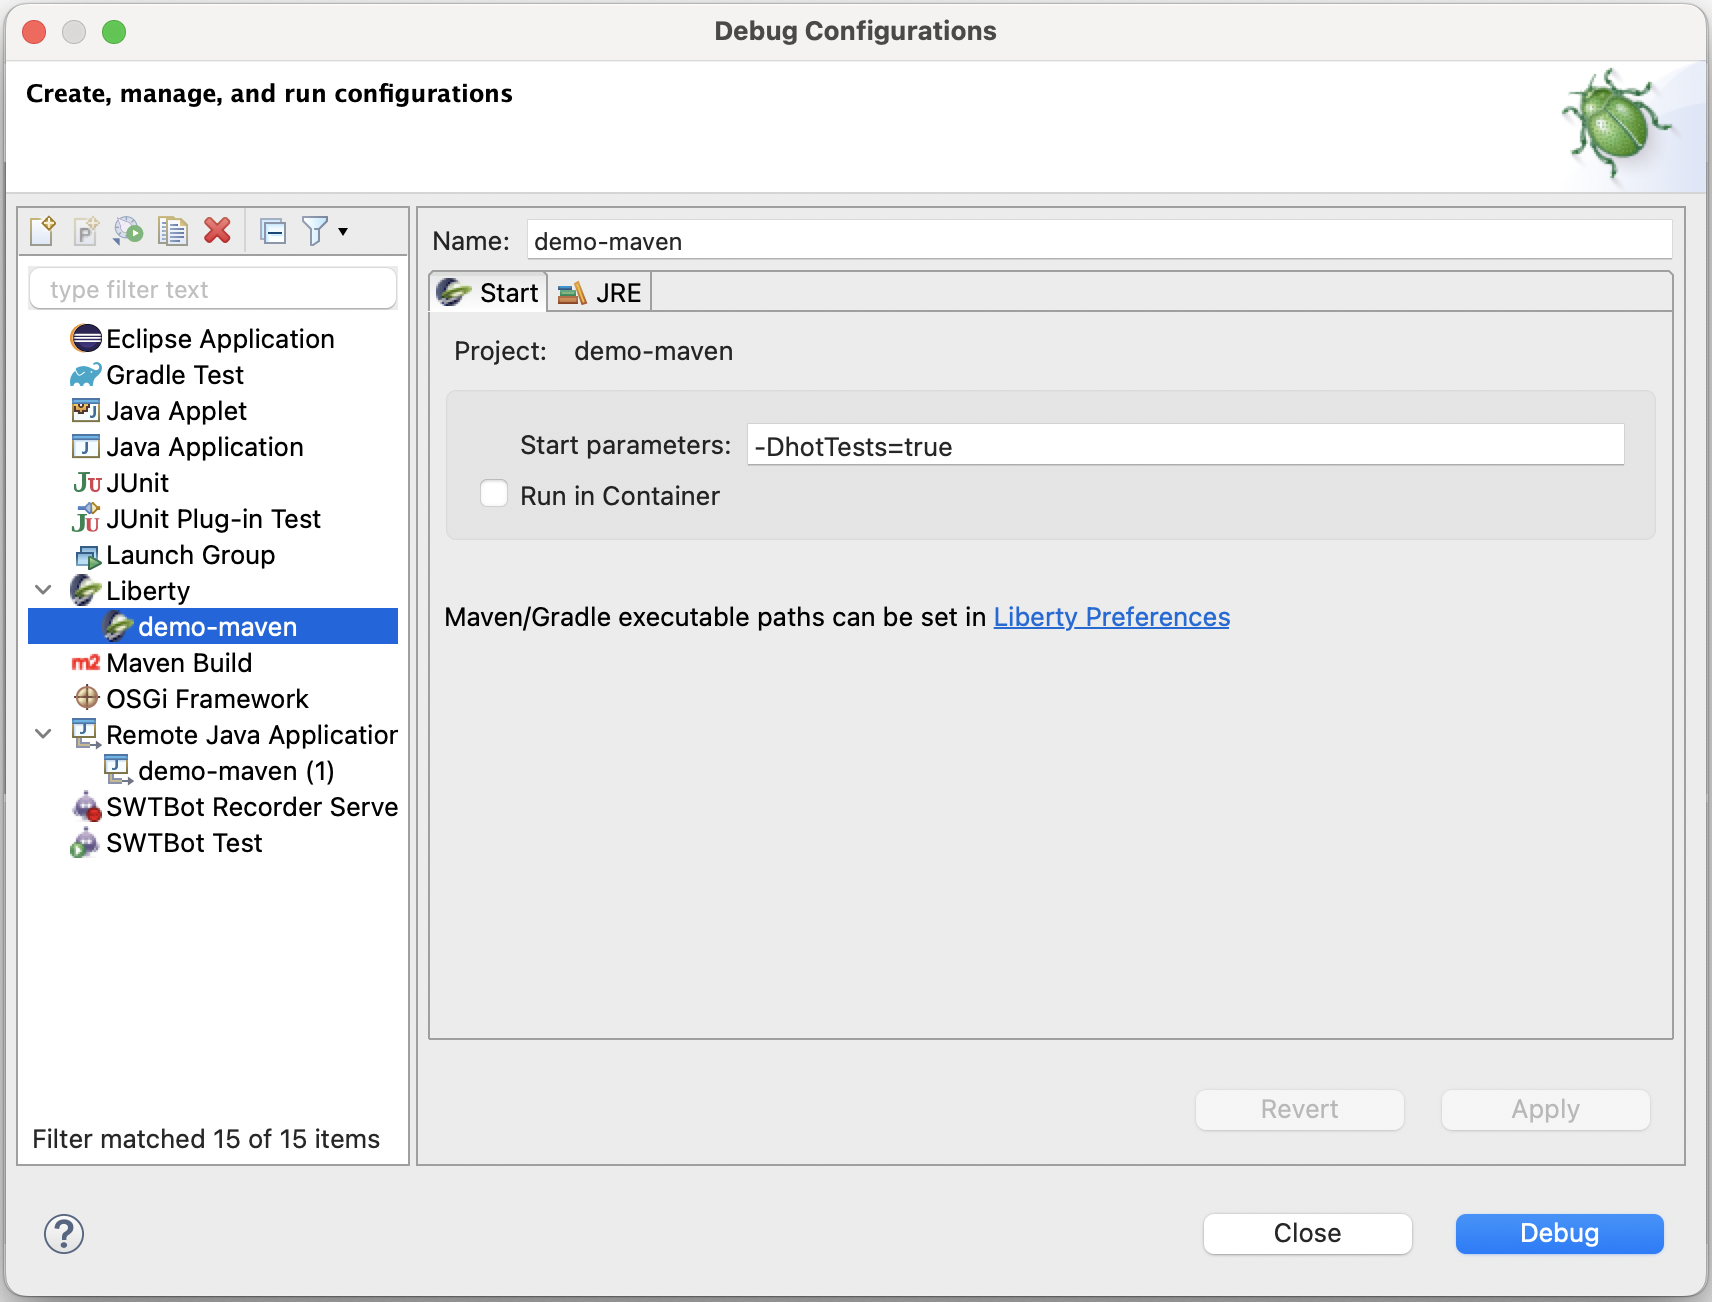 Debug Configurations
Create, manage, and run configurations
type filter text
Eclipse Application
Gradle Test
Java Applet
Java Application
JUnit
JUnit Plug-in Test
Launch Group
Liberty
demo-maven
Maven Build
OSGi Framework
Remote Java Application
demo-maven (1)
SWTBot Recorder Serve
SWTBot Test
Filter matched 15 of 15 items
Name: demo-maven
Start JRE
Project: demo-maven
Start parameters: -DhotTests=true
Run in Container
Maven/Gradle executable paths can be set in Liberty Preferences
Revert Apply
Close Debug